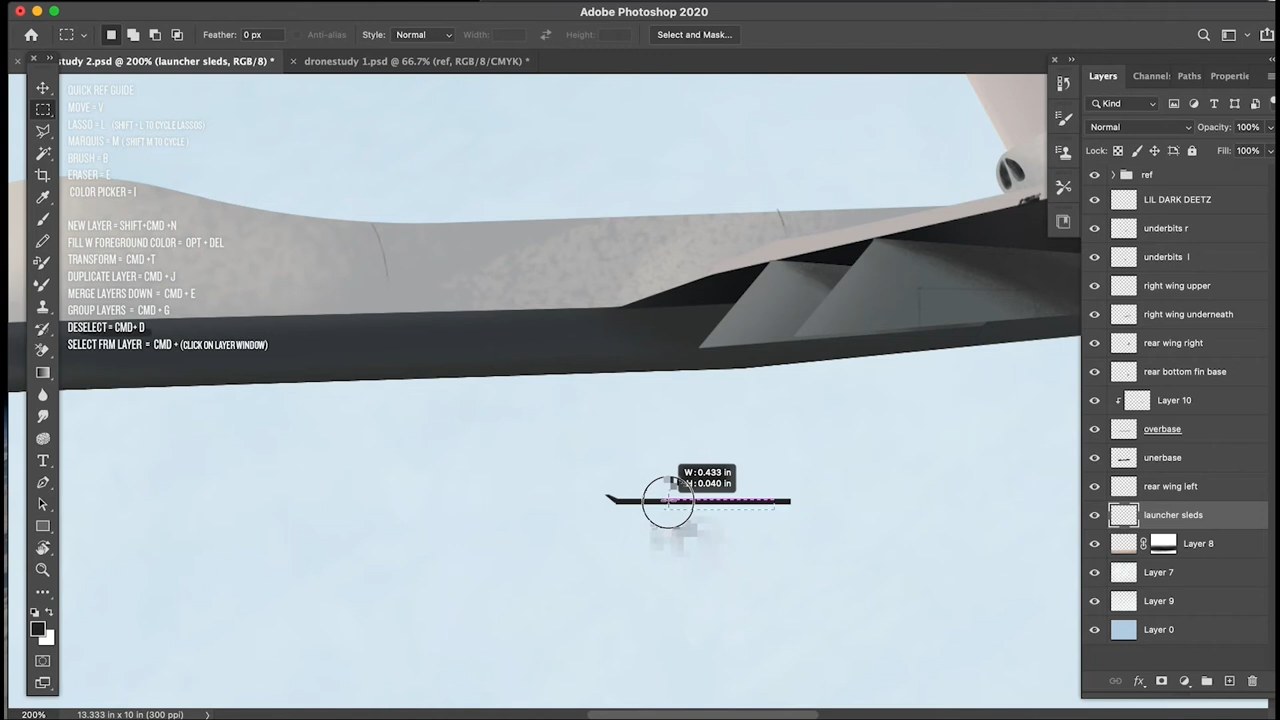 Adobe Photoshop 2020
Feather: 0 px Anti-alias Style: Normal Width: Height: Select and Mask...
study 2.psd @ 200% (launcher sleds, RGB/8) * dronestudy 1.psd @ 66.7% (ref, RGB/8/CMYK) *
QUICK REF GUIDE
MOVE = V
LASSO = L (SHIFT + L TO CYCLE LASSOS)
MARQUIS = M ( SHIFT M TO CYCLE )
BRUSH = B
ERASER = E
COLOR PICKER = I
NEW LAYER = SHIFT+CMD +N
FILL W FOREGROUND COLOR = OPT + DEL
TRANSFORM = CMD +T
DUPLICATE LAYER = CMD + J
MERGE LAYERS DOWN = CMD + E
GROUP LAYERS = CMD + G
DESELECT = CMD+ D
SELECT FRM LAYER = CMD + (CLICK ON LAYER WINDOW)
W: 0.433 in
H: 0.040 in
Layers Channel: Paths Propertie
Kind
Normal Opacity: 100%
Lock: Fill: 100%
ref
LIL DARK DEETZ
underbits r
underbits l
right wing upper
right wing underneath
rear wing right
rear bottom fin base
Layer 10
overbase
unerbase
rear wing left
launcher sleds
Layer 8
Layer 7
Layer 9
Layer 0
200% 13.333 in x 10 in (300 ppi)